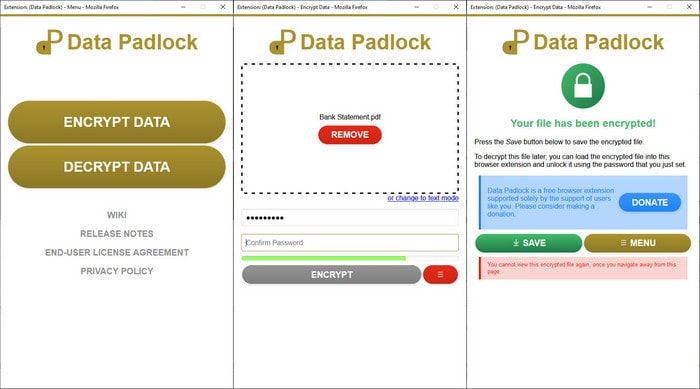 Extension: (Data Padlock) - Menu - Mozilla Firefox
Data Padlock
ENCRYPT DATA
DECRYPT DATA
WIKI
RELEASE NOTES
END-USER LICENSE AGREEMENT
PRIVACY POLICY
Extension: (Data Padlock) - Encrypt Data - Mozilla Firefox
Data Padlock
Bank Statement.pdf
REMOVE
or change to text mode
Confirm Password
ENCRYPT
Extension: (Data Padlock) - Encrypt Data - Mozilla Firefox
Data Padlock
Your file has been encrypted!
Press the Save button below to save the encrypted file.
To decrypt this file later, you can load the encrypted file into this
browser extension and unlock it using the password that you just set.
Data Padlock is a free browser extension
supported solely by the support of users
like you. Please consider making a
donation.
DONATE
SAVE
MENU
You cannot view this encrypted file again, once you navigate away from this
page.